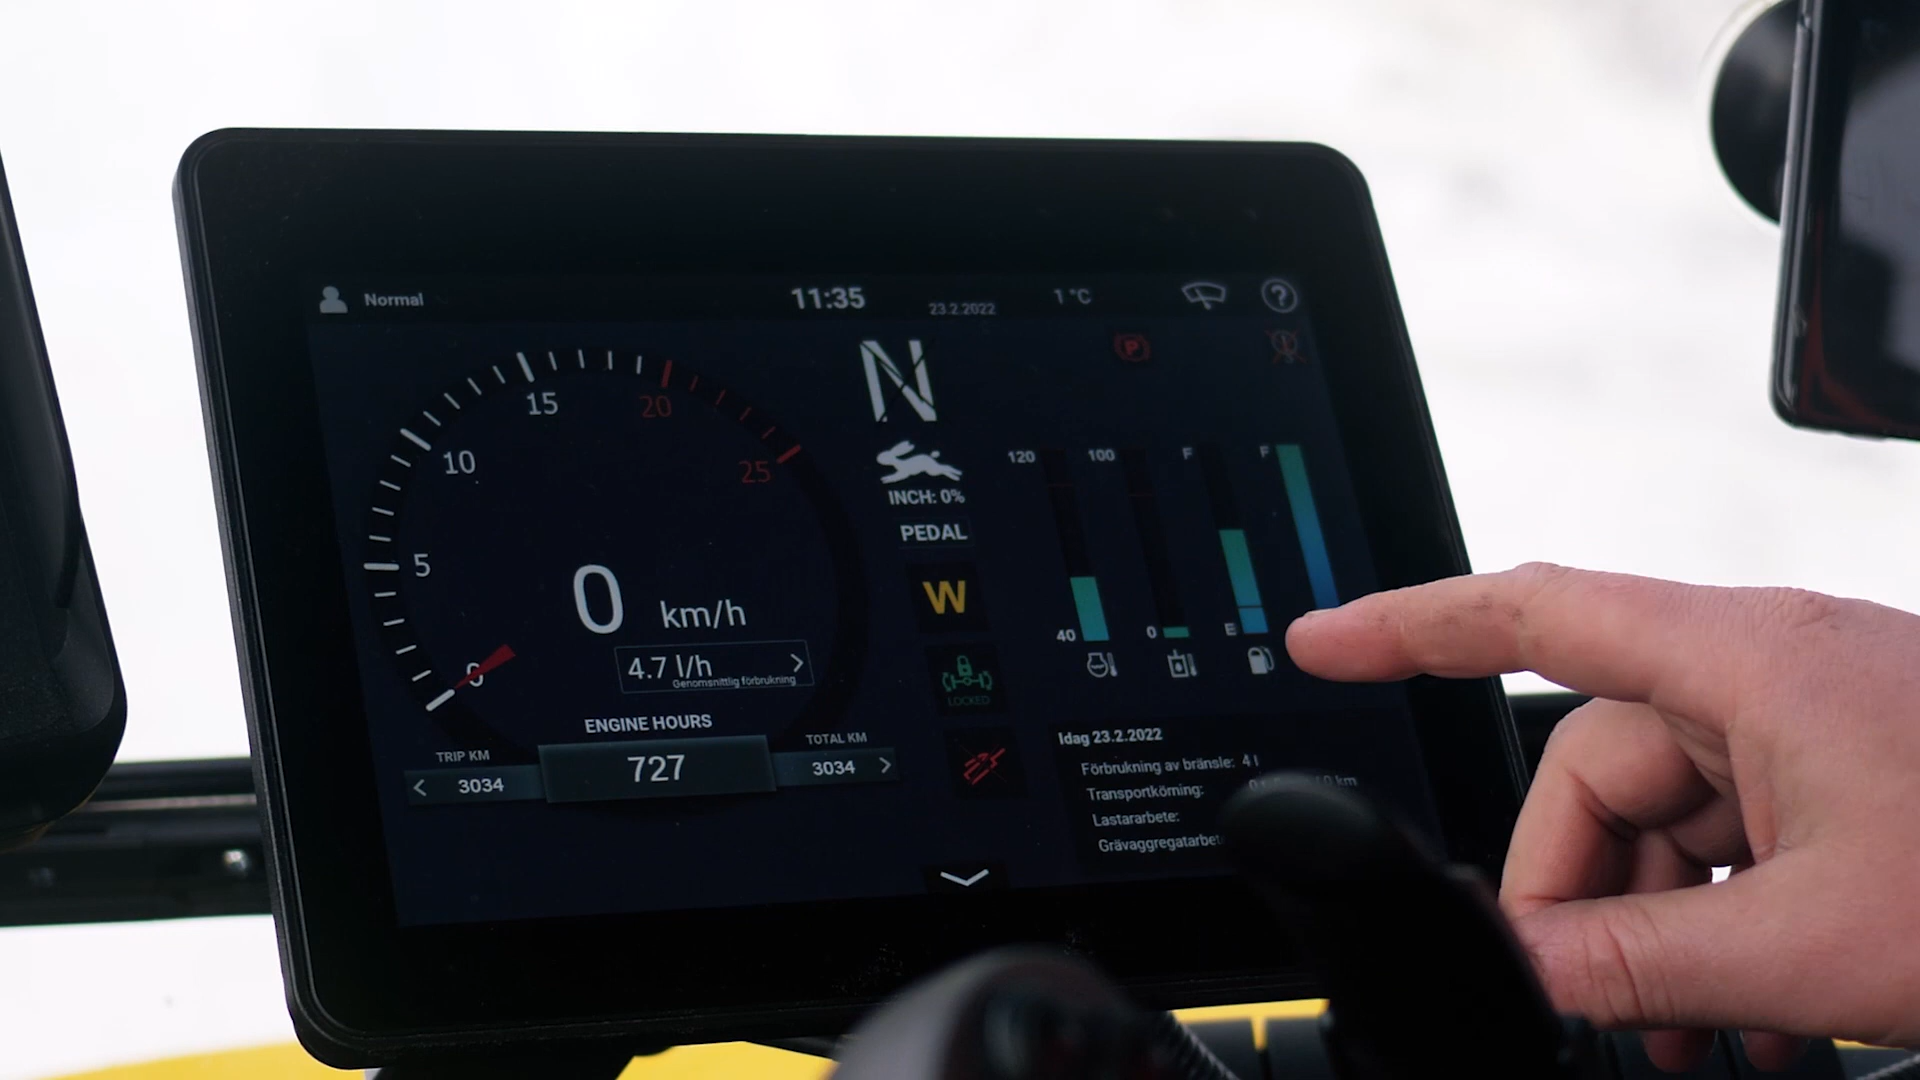 Normal
11:35
23.2.2022
1 °C
?
P
N
15
20
10
25
5
0
INCH: 0%
PEDAL
W
LOCKED
0 km/h
4.7 l/h
Genomsnittlig förbrukning
ENGINE HOURS
727
TRIP KM
3034
TOTAL KM
3034
120
100
F
F
40
0
E
Idag 23.2.2022
Förbrukning av bränsle: 4 l
Transportkörning: 0 km
Lastararbete: